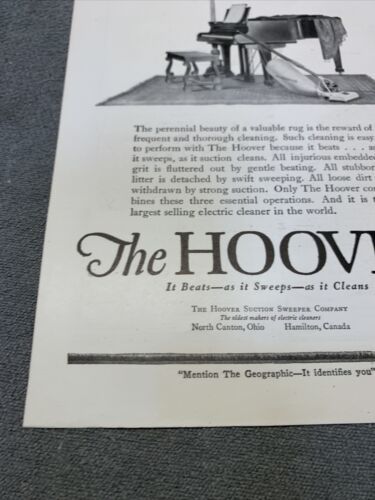 The perennial beauty of a valuable rug is the reward of
frequent and thorough cleaning. Such cleaning is easy
to perform with The Hoover because it beats . . . as
it sweeps, as it suction cleans. All injurious embedded
grit is fluttered out by gentle beating. All stubborn
litter is detached by swift sweeping. All loose dirt
withdrawn by strong suction. Only The Hoover com
bines these three essential operations. And it is t
largest selling electric cleaner in the world.
The HOOV
It Beats—as it Sweeps—as it Cleans
THE HOOVER SUCTION SWEEPER COMPANY
The oldest makers of electric cleaners
North Canton, Ohio Hamilton, Canada
"Mention The Geographic—It identifies you"